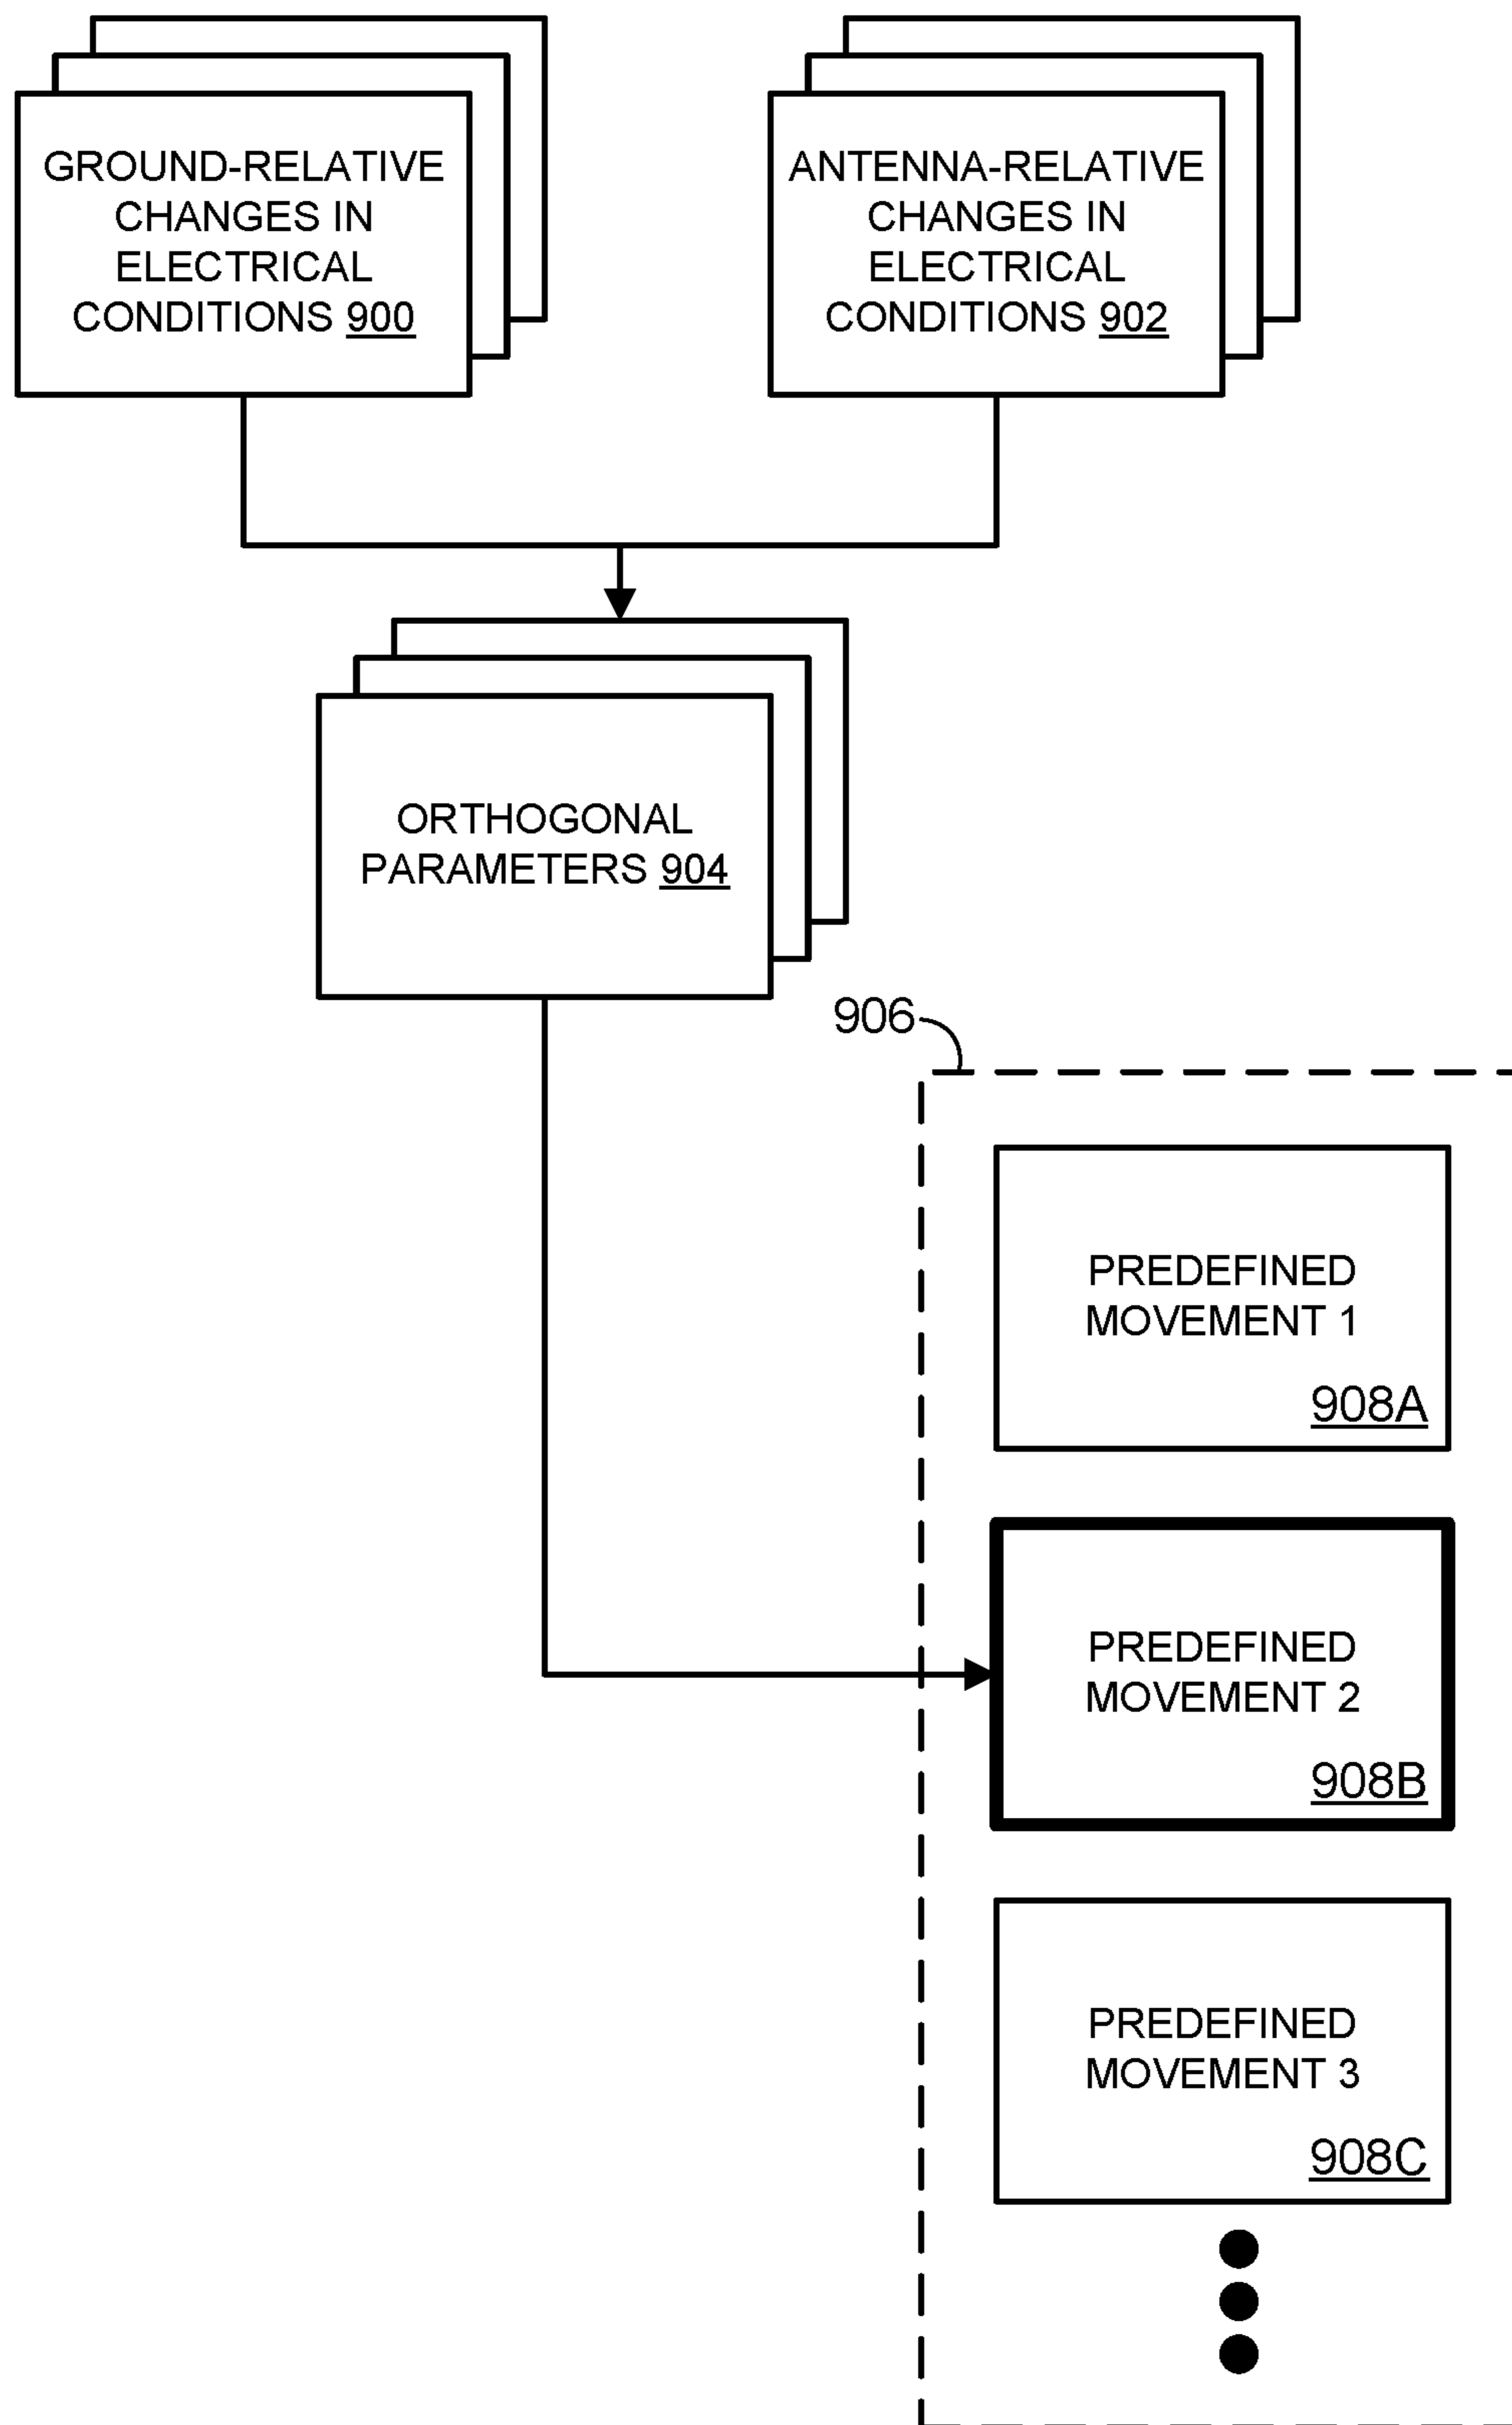 GROUND-RELATIVE
CHANGES IN
ELECTRICAL
CONDITIONS 900
ANTENNA-RELATIVE
CHANGES IN
ELECTRICAL
CONDITIONS 902
ORTHOGONAL
PARAMETERS 904
906
PREDEFINED
MOVEMENT 1
908A
PREDEFINED
MOVEMENT 2
908B
PREDEFINED
MOVEMENT 3
908C